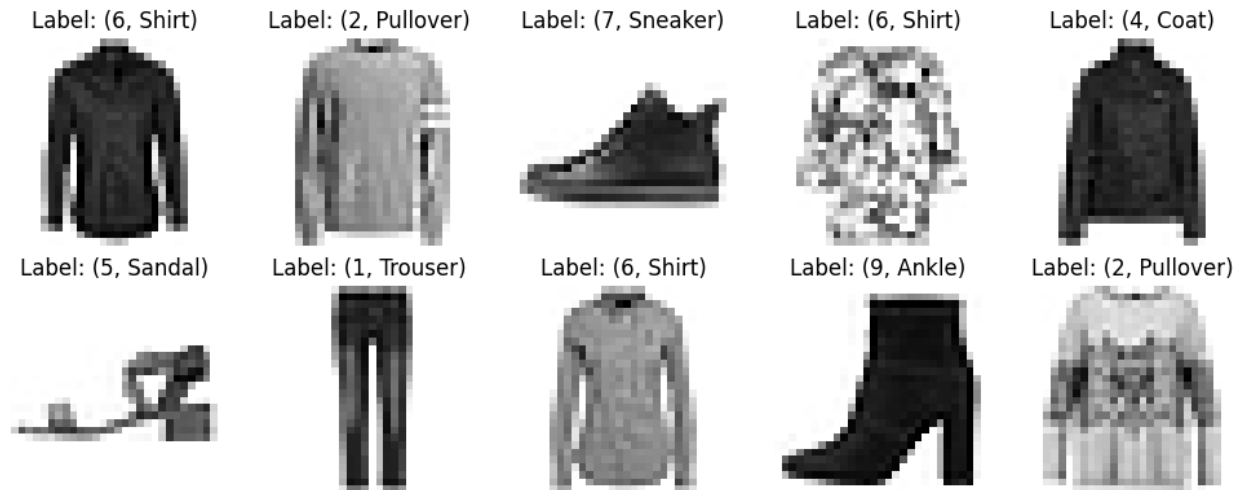 Label: (6, Shirt)
Label: (2, Pullover)
Label: (7, Sneaker)
Label: (6, Shirt)
Label: (4, Coat)
Label: (5, Sandal)
Label: (1, Trouser)
Label: (6, Shirt)
Label: (9, Ankle)
Label: (2, Pullover)